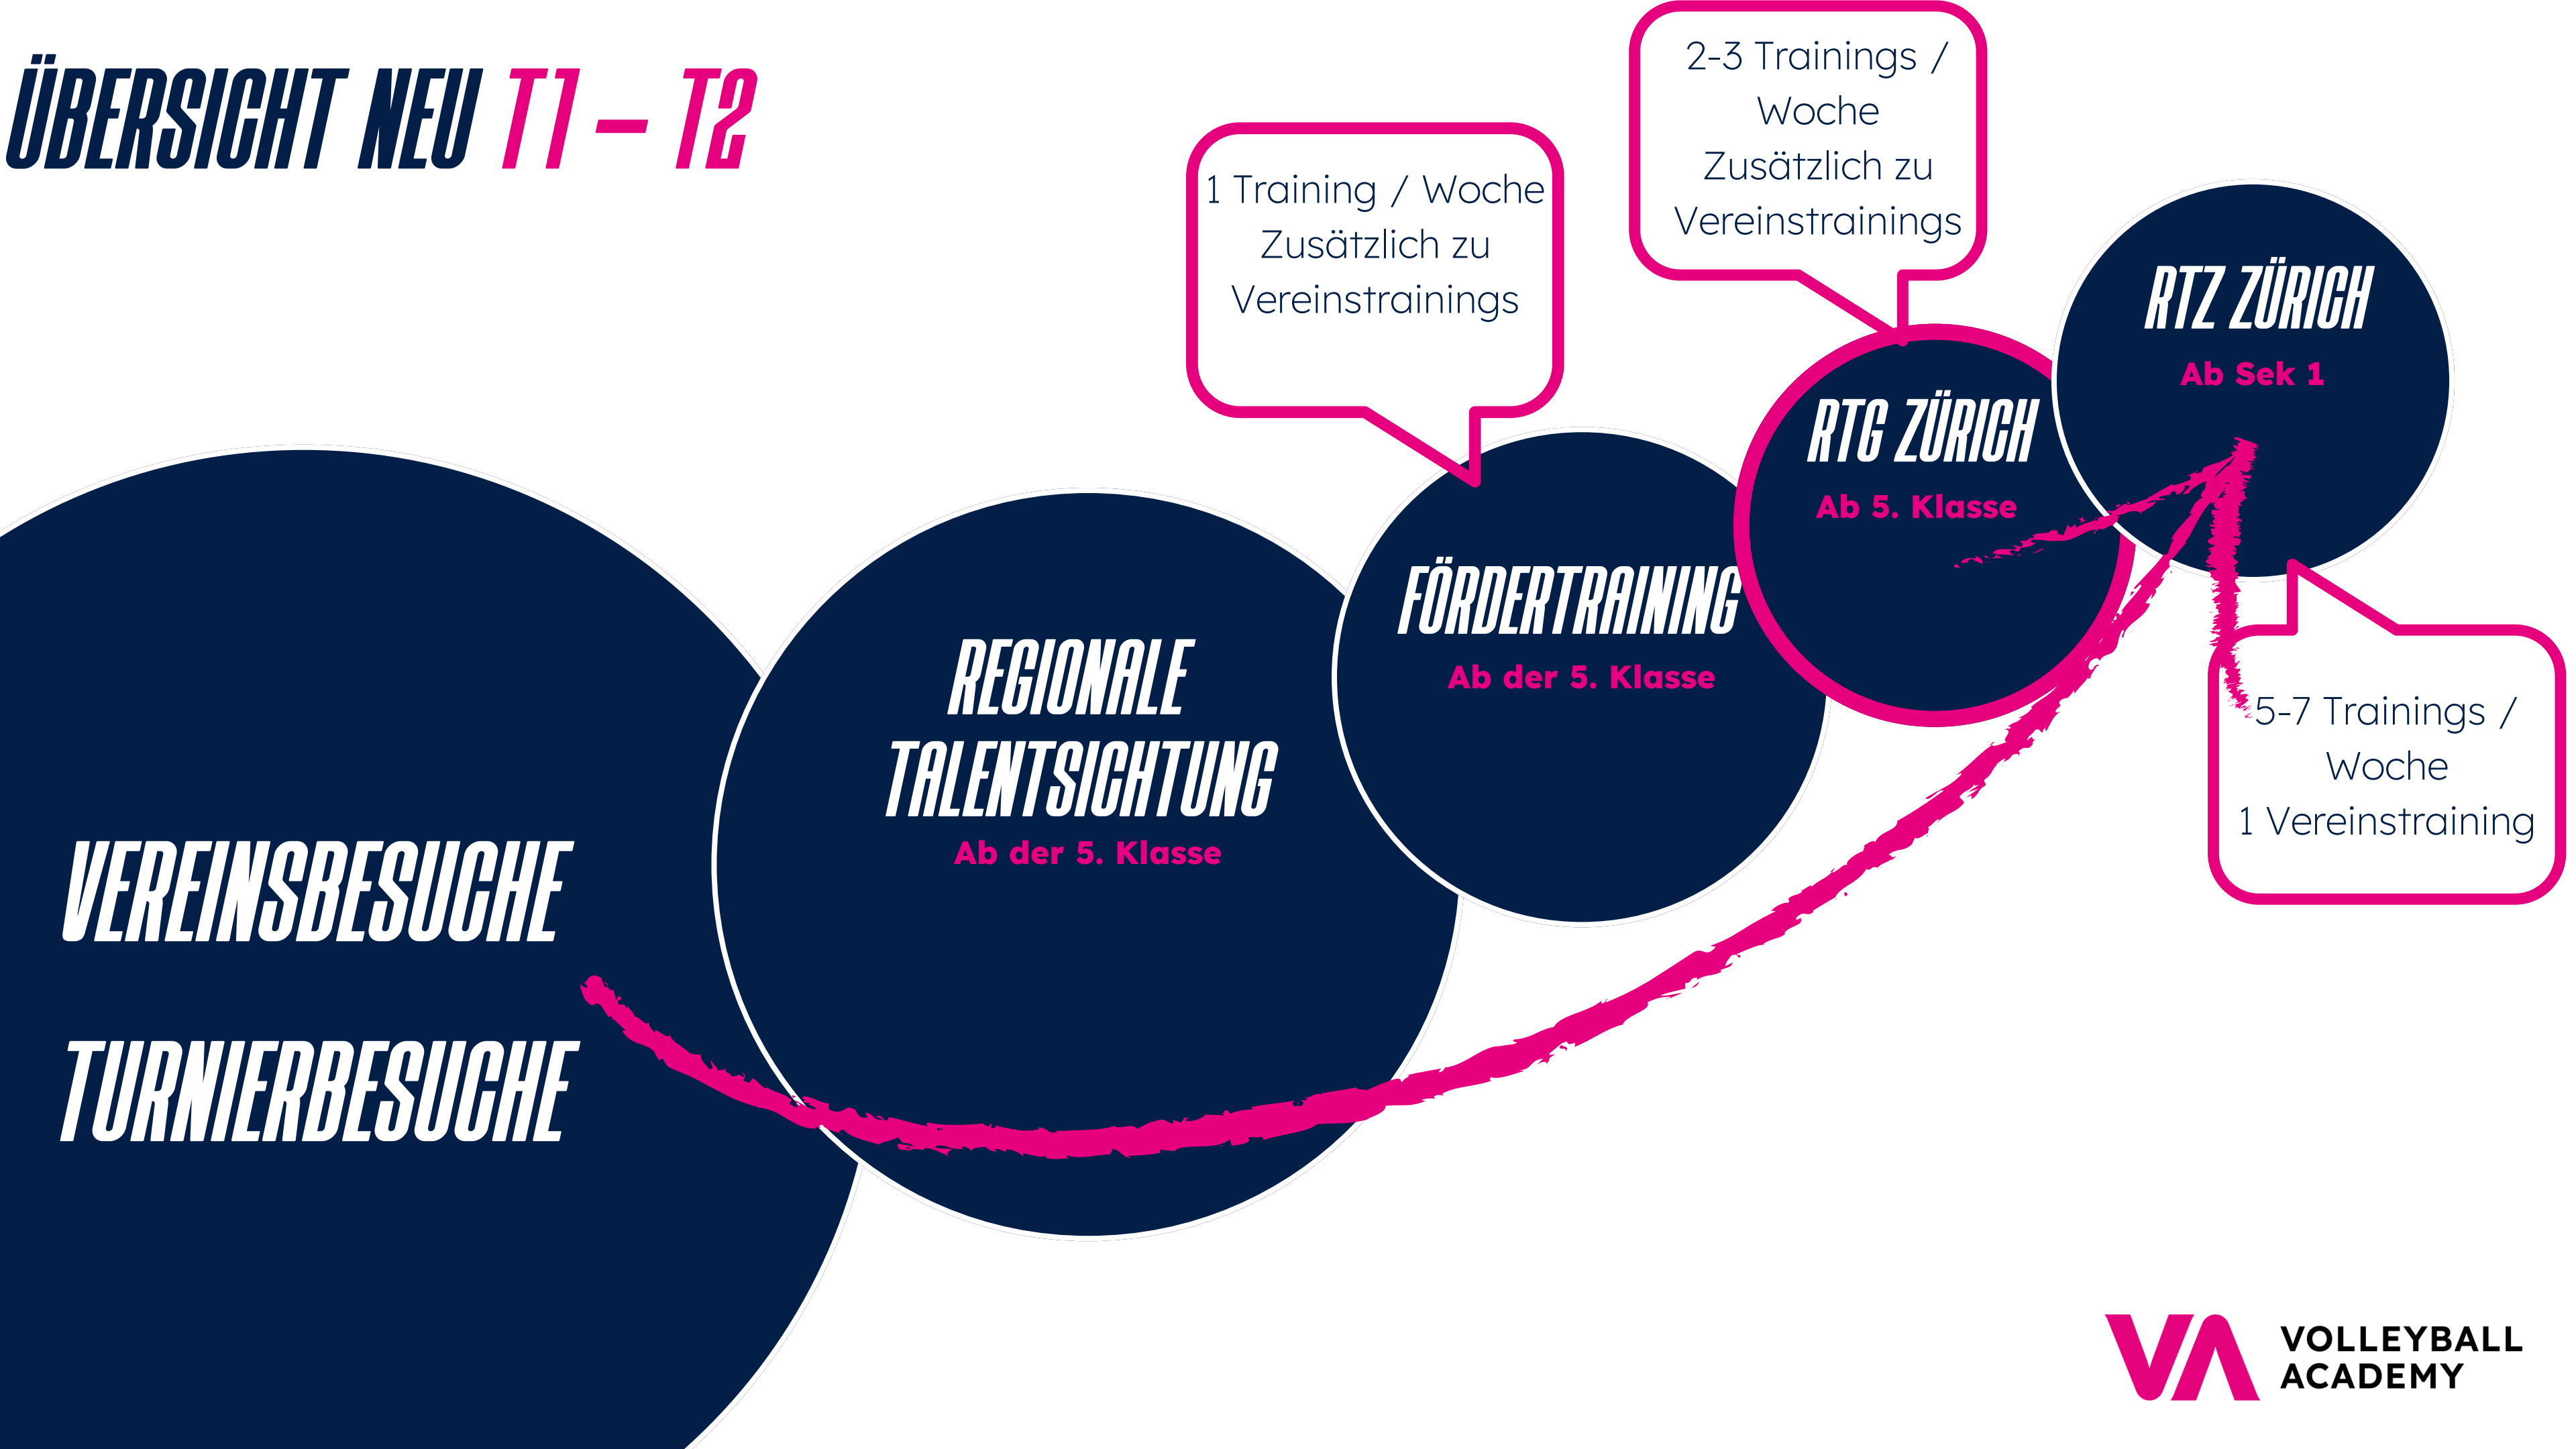 ÜBERSICHT NEU T1 – T2
2-3 Trainings /
Woche
Zusätzlich zu
Vereinstrainings
1 Training / Woche
Zusätzlich zu
Vereinstrainings
RTZ ZÜRICH
Ab Sek 1
RTG ZÜRICH
Ab 5. Klasse
FÖRDERTRAINING
Ab der 5. Klasse
REGIONALE
TALENTSICHTUNG
Ab der 5. Klasse
5-7 Trainings /
Woche
1 Vereinstraining
VEREINSBESUCHE
TURNIERBESUCHE
VA VOLLEYBALL
ACADEMY